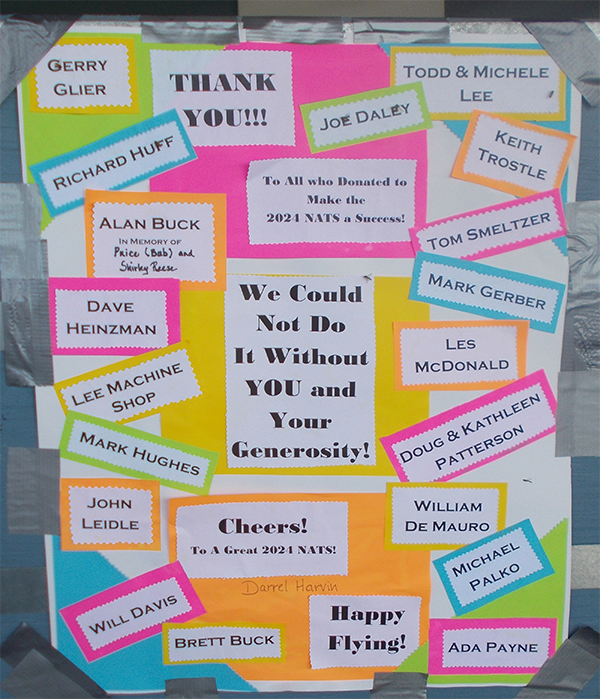 GERRY
GLIER
THANK
YOU!!!
TODD & MICHELE
LEE
JOE DALEY
RICHARD HUFF
KEITH
TROSTLE
To All who Donated to
Make the
2024 NATS a Success!
ALAN BUCK
IN MEMORY OF
Price (Bab) and
Shirley Reese
TOM SMELTZER
MARK GERBER
DAVE
HEINZMAN
We Could
Not Do
It Without
YOU and
Your
Generosity!
LES
MCDONALD
LEE MACHINE
SHOP
DOUG & KATHLEEN
PATTERSON
MARK HUGHES
JOHN
LEIDLE
Cheers!
To A Great 2024 NATS!
WILLIAM
DE MAURO
MICHAEL
PALKO
Darrel Harvin
WILL DAVIS
Happy
Flying!
BRETT BUCK
ADA PAYNE